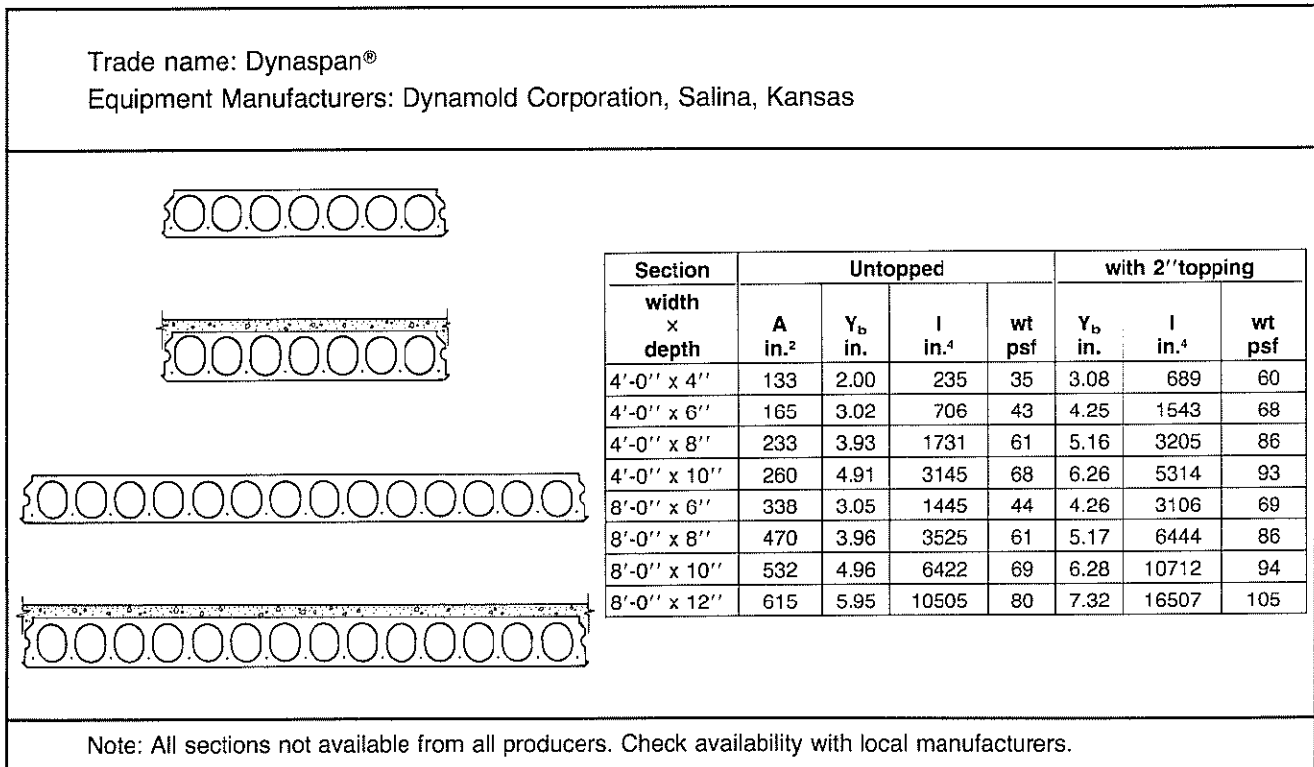 Trade name: Dynaspan®
Equipment Manufacturers: Dynamold Corporation, Salina, Kansas
Section Untopped with 2''topping
width × depth A in.² Yb in. I in.⁴ wt psf Yb in. I in.⁴ wt psf
4'-0'' x 4'' 133 2.00 235 35 3.08 689 60
4'-0'' x 6'' 165 3.02 706 43 4.25 1543 68
4'-0'' x 8'' 233 3.93 1731 61 5.16 3205 86
4'-0'' x 10'' 260 4.91 3145 68 6.26 5314 93
8'-0'' x 6'' 338 3.05 1445 44 4.26 3106 69
8'-0'' x 8'' 470 3.96 3525 61 5.17 6444 86
8'-0'' x 10'' 532 4.96 6422 69 6.28 10712 94
8'-0'' x 12'' 615 5.95 10505 80 7.32 16507 105
Note: All sections not available from all producers. Check availability with local manufacturers.